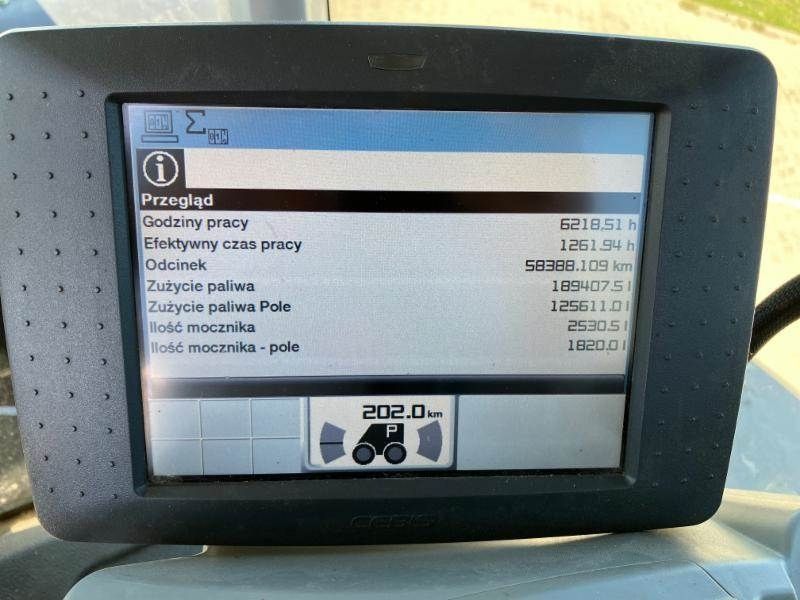 Przegląd
Godziny pracy 6218.51 h
Efektywny czas pracy 1261.94 h
Odcinek 58388.109 km
Zużycie paliwa 189407.5 l
Zużycie paliwa Pole 125611.0 l
Ilość mocznika 2530.5 l
Ilość mocznika - pole 1820.0 l
202.0 km
P
CEBIS